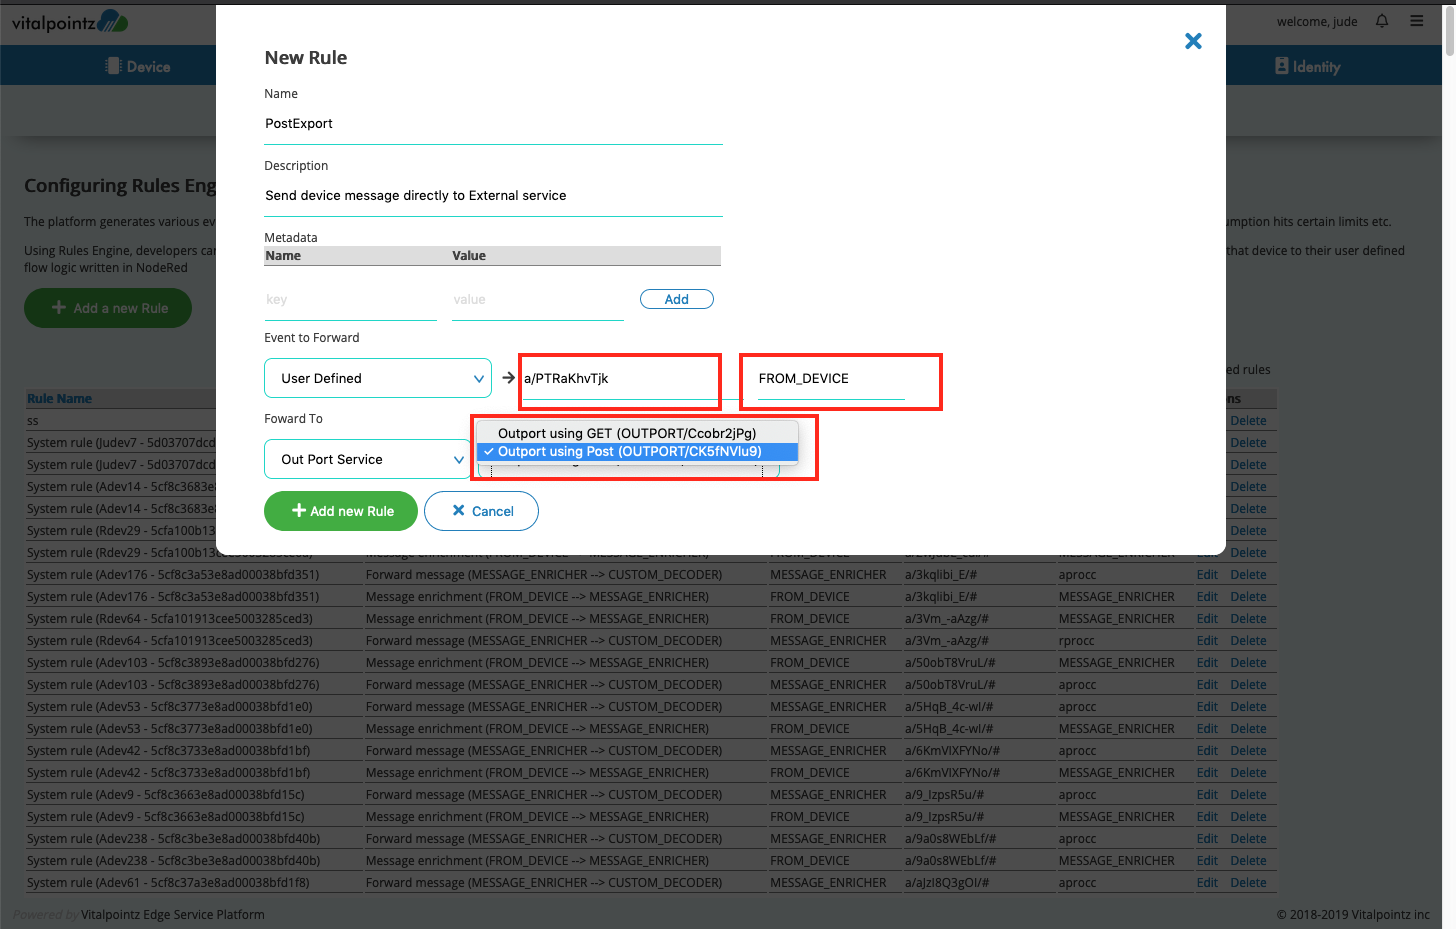 vitalpointz
welcome, jude
Device
Identity
New Rule
Name
PostExport
Description
Send device message directly to External service
Metadata
Name Value
key value Add
Event to Forward
User Defined a/PTRaKhvTjk FROM_DEVICE
Foward To
Out Port Service
Outport using GET (OUTPORT/Ccobr2jPg)
Outport using Post (OUTPORT/CK5fNVlu9)
Add new Rule Cancel
Configuring Rules Eng
The platform generates various ev
umption hits certain limits etc.
Using Rules Engine, developers car
that device to their user defined
flow logic written in NodeRed
Add a new Rule
ed rules
Rule Name
ns
ss Delete
System rule (Judev7 - 5d03707dcd Delete
System rule (Judev7 - 5d03707dcd Delete
System rule (Adev14 - 5cf8c3683e Delete
System rule (Adev14 - 5cf8c3683e Delete
System rule (Rdev29 - 5cfa100b13 Delete
System rule (Rdev29 - 5cfa100b13cee5003285cec8) Message enrichment (FROM_DEVICE --> MESSAGE_ENRICHER) FROM_DEVICE MESSAGE_ENRICHER Edit Delete
System rule (Adev176 - 5cf8c3a53e8ad00038bfd351) Forward message (MESSAGE_ENRICHER --> CUSTOM_DECODER) MESSAGE_ENRICHER a/3kqlibi_E/# aprocc Edit Delete
System rule (Adev176 - 5cf8c3a53e8ad00038bfd351) Message enrichment (FROM_DEVICE --> MESSAGE_ENRICHER) FROM_DEVICE a/3kqlibi_E/# MESSAGE_ENRICHER Edit Delete
System rule (Rdev64 - 5cfa101913cee5003285ced3) Message enrichment (FROM_DEVICE --> MESSAGE_ENRICHER) FROM_DEVICE a/3Vm_-aAzg/# MESSAGE_ENRICHER Edit Delete
System rule (Rdev64 - 5cfa101913cee5003285ced3) Forward message (MESSAGE_ENRICHER --> CUSTOM_DECODER) MESSAGE_ENRICHER a/3Vm_-aAzg/# rprocc Edit Delete
System rule (Adev103 - 5cf8c3893e8ad00038bfd276) Message enrichment (FROM_DEVICE --> MESSAGE_ENRICHER) FROM_DEVICE a/50obT8VruL/# MESSAGE_ENRICHER Edit Delete
System rule (Adev103 - 5cf8c3893e8ad00038bfd276) Forward message (MESSAGE_ENRICHER --> CUSTOM_DECODER) MESSAGE_ENRICHER a/50obT8VruL/# aprocc Edit Delete
System rule (Adev53 - 5cf8c3773e8ad00038bfd1e0) Forward message (MESSAGE_ENRICHER --> CUSTOM_DECODER) MESSAGE_ENRICHER a/5HqB_4c-wl/# aprocc Edit Delete
System rule (Adev53 - 5cf8c3773e8ad00038bfd1e0) Message enrichment (FROM_DEVICE --> MESSAGE_ENRICHER) FROM_DEVICE a/5HqB_4c-wl/# MESSAGE_ENRICHER Edit Delete
System rule (Adev42 - 5cf8c3733e8ad00038bfd1bf) Forward message (MESSAGE_ENRICHER --> CUSTOM_DECODER) MESSAGE_ENRICHER a/6KmVIXFYNo/# aprocc Edit Delete
System rule (Adev42 - 5cf8c3733e8ad00038bfd1bf) Message enrichment (FROM_DEVICE --> MESSAGE_ENRICHER) FROM_DEVICE a/6KmVIXFYNo/# MESSAGE_ENRICHER Edit Delete
System rule (Adev9 - 5cf8c3663e8ad00038bfd15c) Forward message (MESSAGE_ENRICHER --> CUSTOM_DECODER) MESSAGE_ENRICHER a/9_lzpsR5u/# aprocc Edit Delete
System rule (Adev9 - 5cf8c3663e8ad00038bfd15c) Message enrichment (FROM_DEVICE --> MESSAGE_ENRICHER) FROM_DEVICE a/9_lzpsR5u/# MESSAGE_ENRICHER Edit Delete
System rule (Adev238 - 5cf8c3be3e8ad00038bfd40b) Forward message (MESSAGE_ENRICHER --> CUSTOM_DECODER) MESSAGE_ENRICHER a/9a0s8WEbLf/# aprocc Edit Delete
System rule (Adev238 - 5cf8c3be3e8ad00038bfd40b) Message enrichment (FROM_DEVICE --> MESSAGE_ENRICHER) FROM_DEVICE a/9a0s8WEbLf/# MESSAGE_ENRICHER Edit Delete
System rule (Adev61 - 5cf8c37a3e8ad00038bfd1f8) Forward message (MESSAGE_ENRICHER --> CUSTOM_DECODER) MESSAGE_ENRICHER a/aJzI8Q3gOI/# aprocc Edit Delete
Powered by Vitalpointz Edge Service Platform
© 2018-2019 Vitalpointz inc